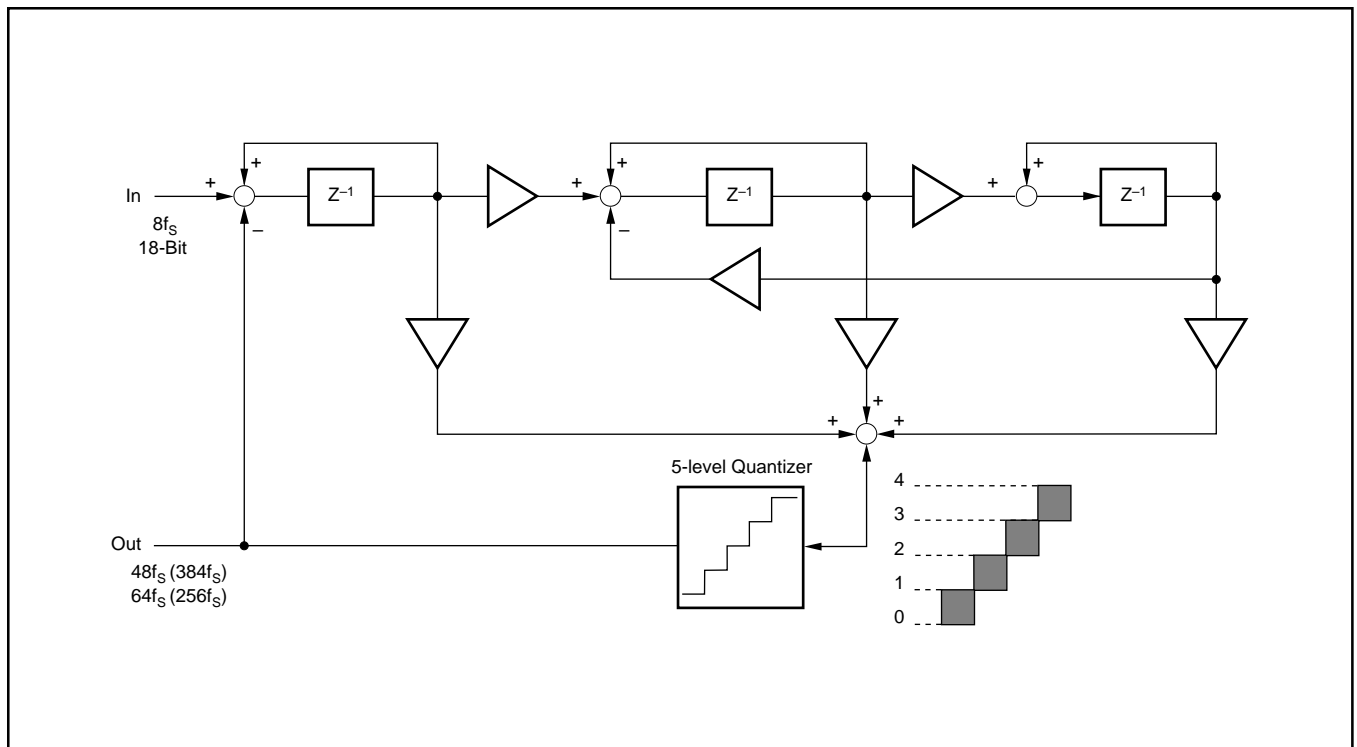 + + + +
In + Z⁻¹ + Z⁻¹ + Z⁻¹
– –
8fS
18-Bit
+
+ +
5-level Quantizer
4
3
2
1
0
Out
48fS (384fS)
64fS (256fS)